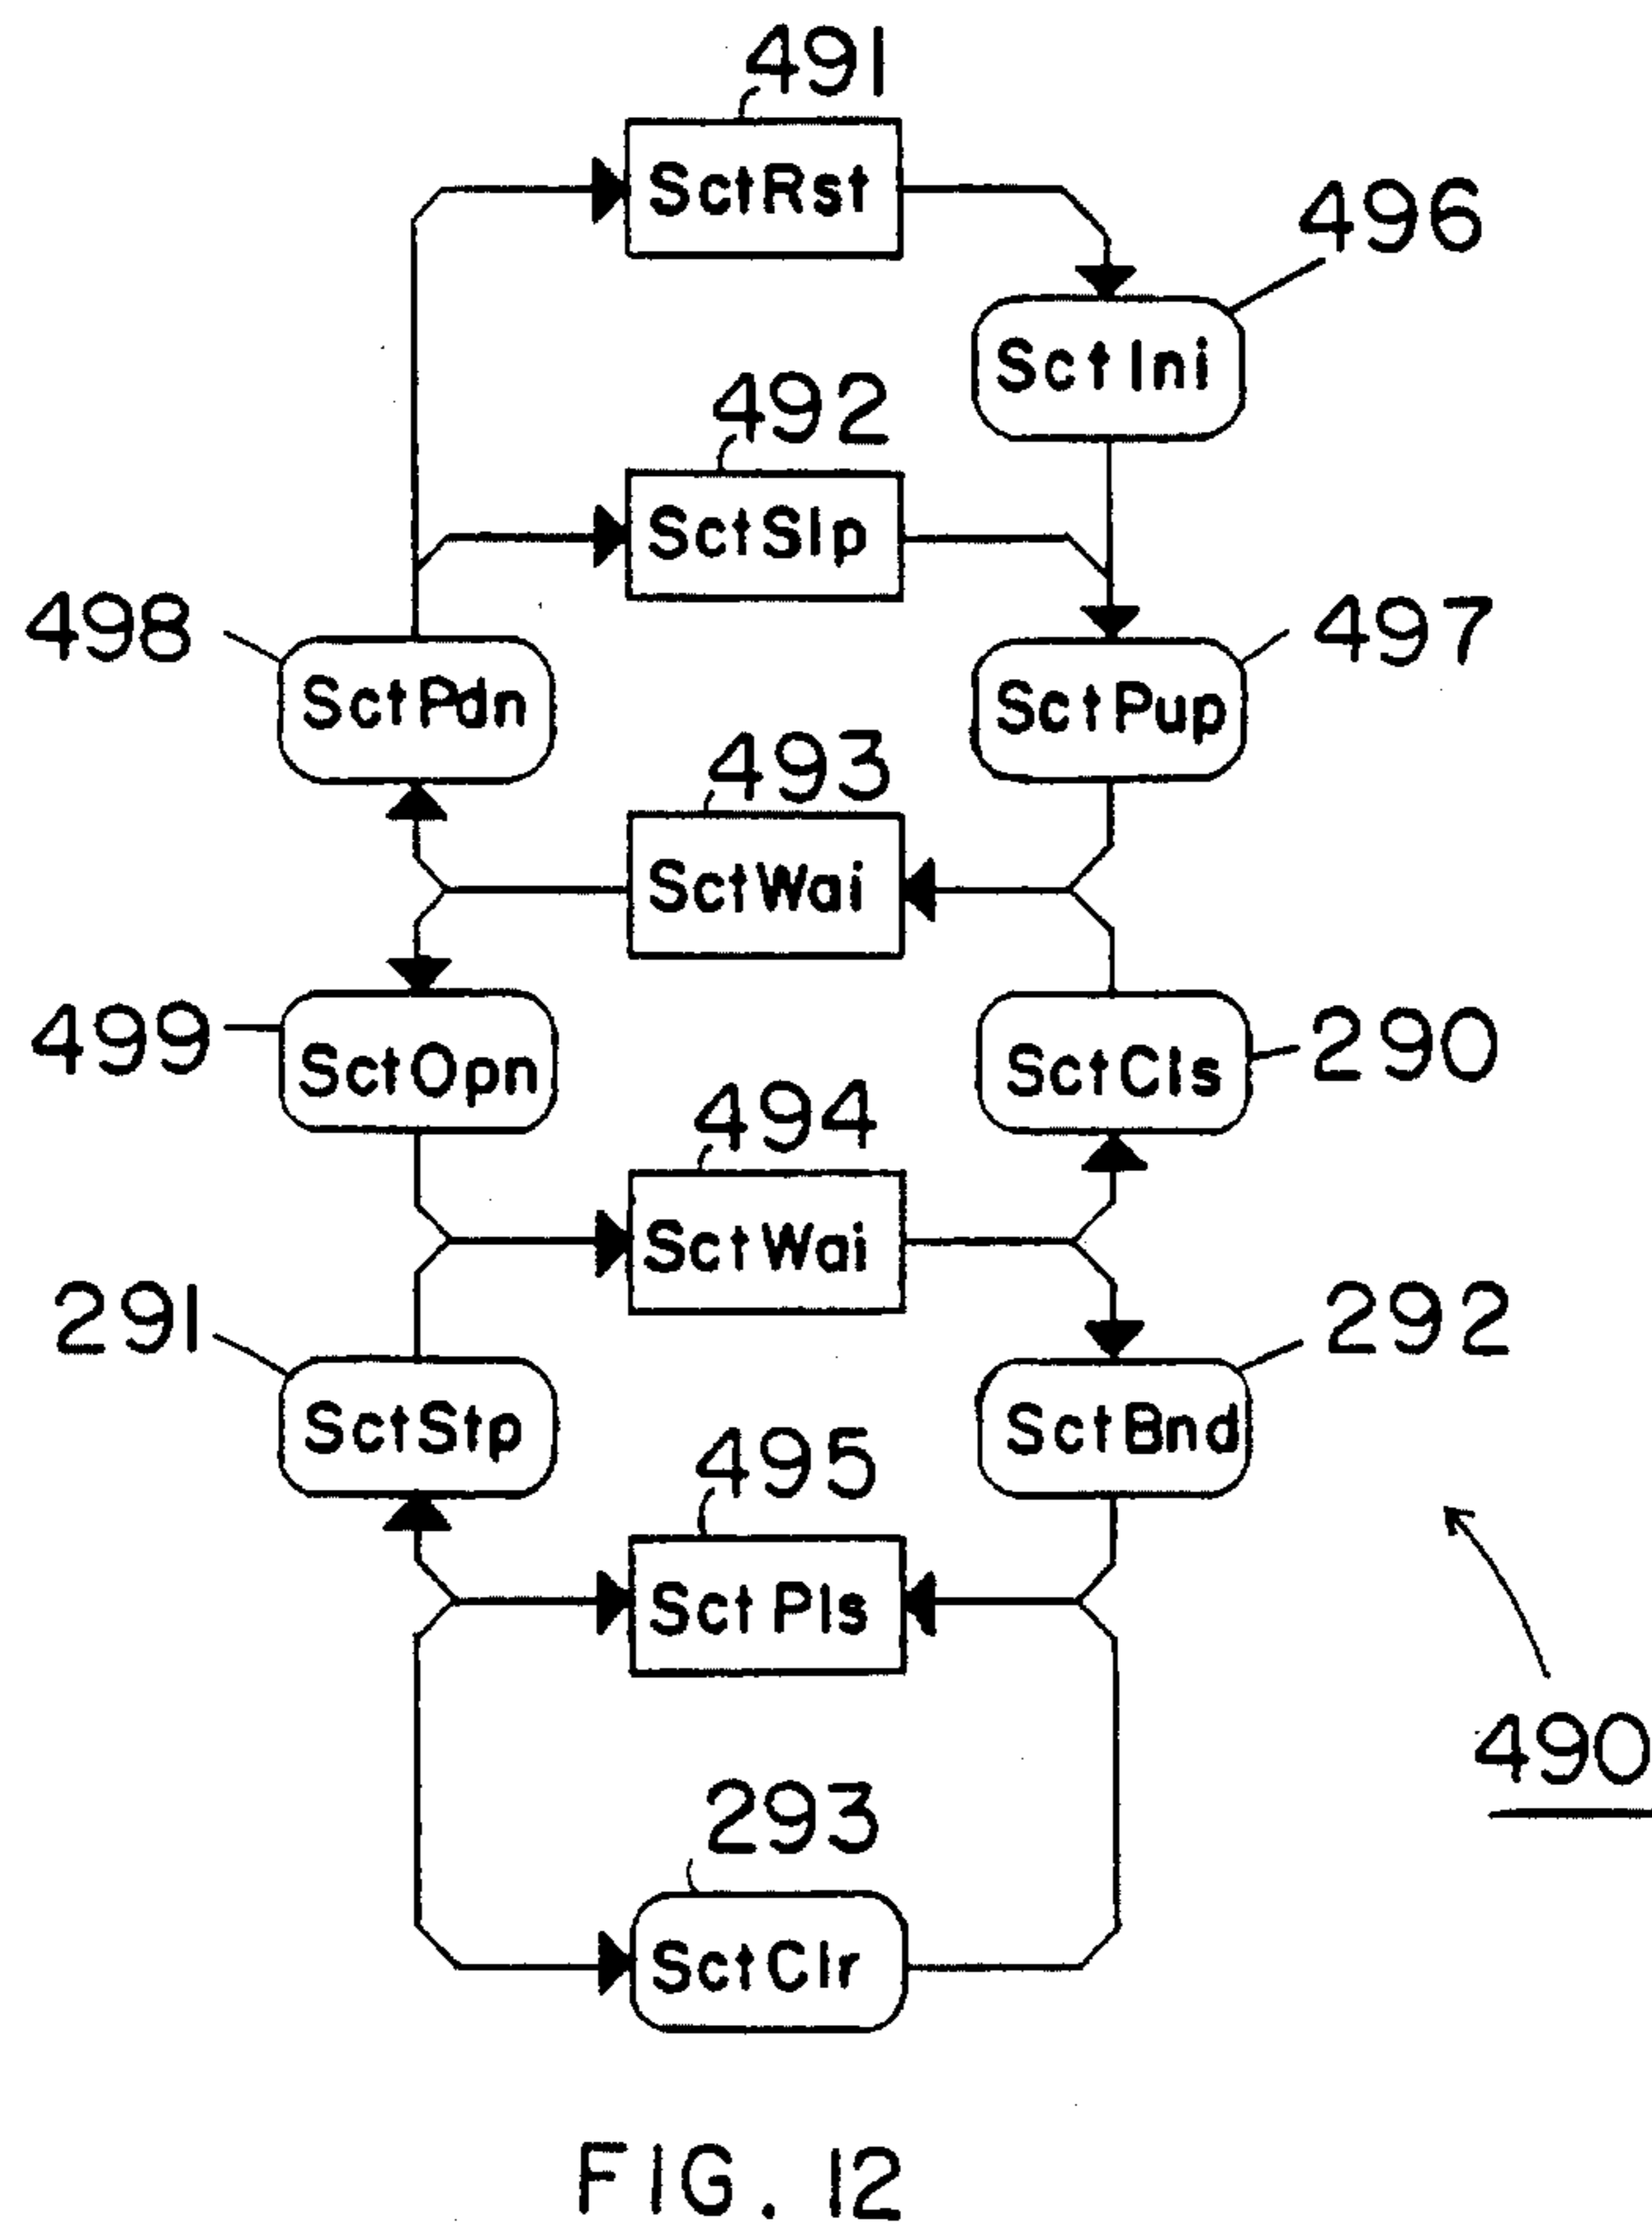 491
SctRst
496
SctIni
492
SctSlp
498
497
SctPdn
SctPup
493
SctWai
499
290
SctOpn
SctCls
494
SctWai
291
292
SctStp
SctBnd
495
SctPls
490
293
SctClr
FIG. 12